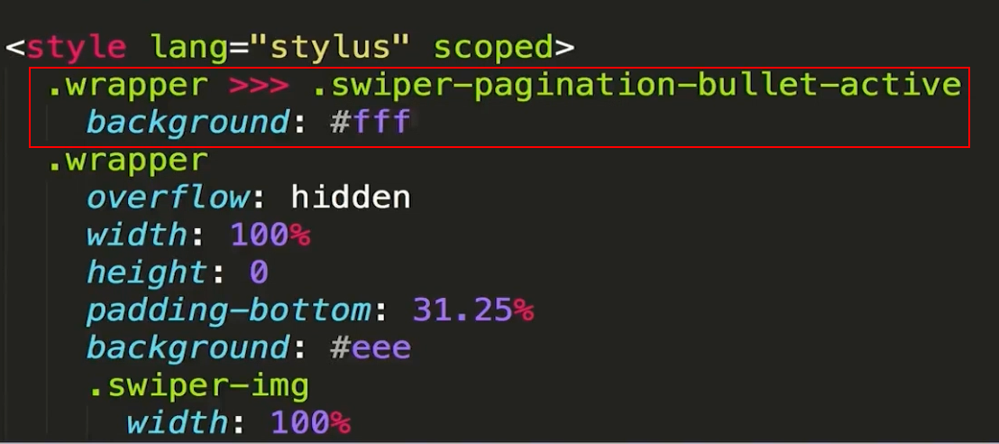 <style lang="stylus" scoped>
.wrapper >>> .swiper-pagination-bullet-active
background: #fff
.wrapper
overflow: hidden
width: 100%
height: 0
padding-bottom: 31.25%
background: #eee
.swiper-img
width: 100%